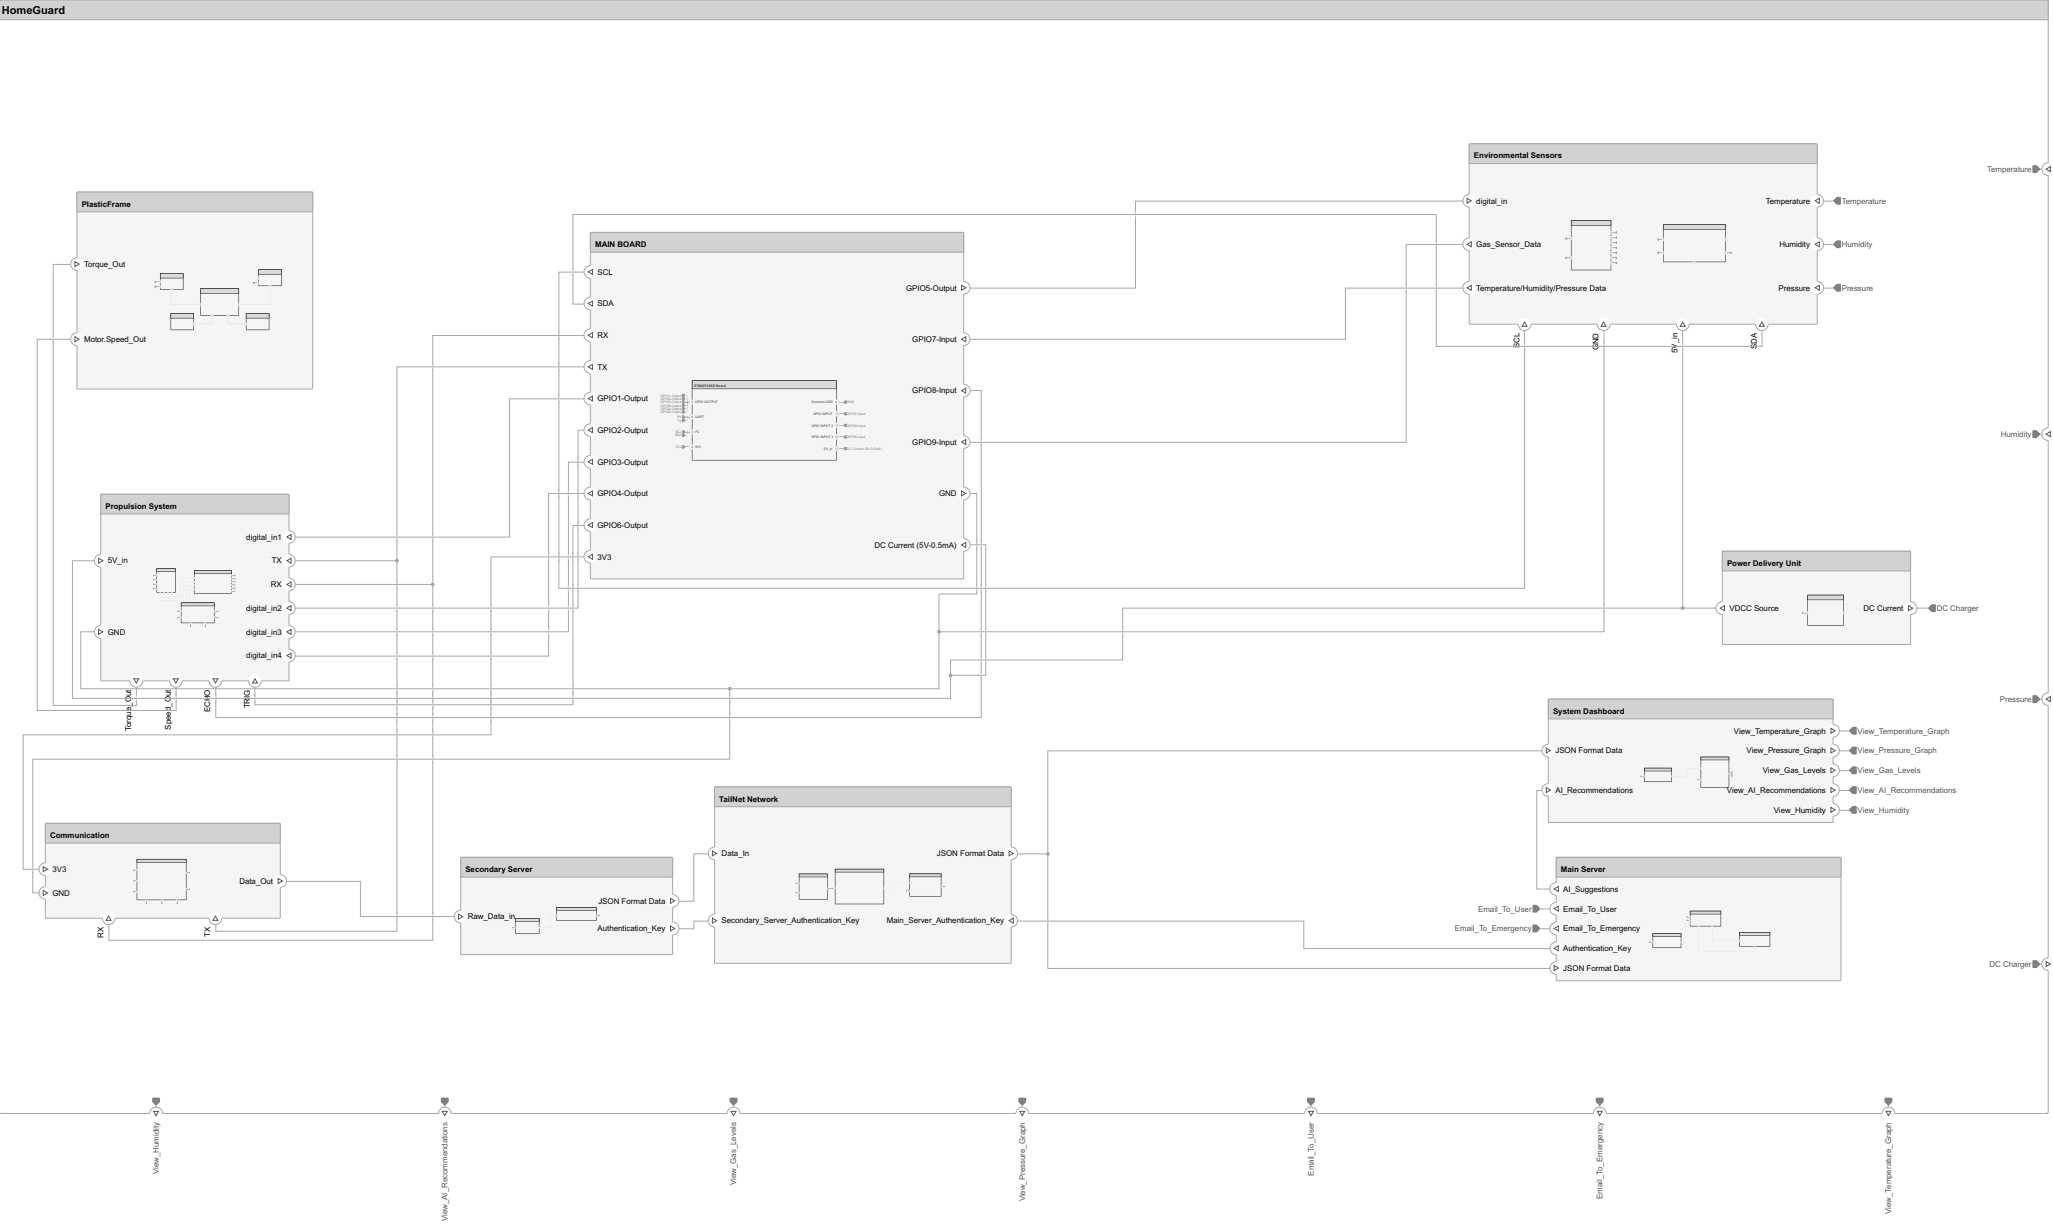 HomeGuard
Environmental Sensors
digital_in
Gas_Sensor_Data
Temperature/Humidity/Pressure Data
Temperature
Humidity
Pressure
Temperature
Humidity
Pressure
SCL
GND
5V_in
SDA
Temperature
Humidity
Pressure
DC Charger
PlasticFrame
Torque_Out
Motor.Speed_Out
MAIN BOARD
SCL
SDA
RX
TX
GPIO1-Output
GPIO2-Output
GPIO3-Output
GPIO4-Output
GPIO6-Output
3V3
GPIO5-Output
GPIO7-Input
GPIO8-Input
GPIO9-Input
GND
DC Current (5V-0.5mA)
Propulsion System
5V_in
GND
digital_in1
TX
RX
digital_in2
digital_in3
digital_in4
Torque_Out
Speed_Out
ECHO
TRIG
Power Delivery Unit
VDCC Source
DC Current
DC Charger
System Dashboard
JSON Format Data
AI_Recommendations
View_Temperature_Graph
View_Pressure_Graph
View_Gas_Levels
View_AI_Recommendations
View_Humidity
View_Temperature_Graph
View_Pressure_Graph
View_Gas_Levels
View_AI_Recommendations
View_Humidity
Communication
3V3
GND
Data_Out
RX
TX
Secondary Server
Raw_Data_in
JSON Format Data
Authentication_Key
TailNet Network
Data_In
Secondary_Server_Authentication_Key
JSON Format Data
Main_Server_Authentication_Key
Main Server
AI_Suggestions
Email_To_User
Email_To_Emergency
Authentication_Key
JSON Format Data
Email_To_User
Email_To_Emergency
View_Humidity
View_AI_Recommendations
View_Gas_Levels
View_Pressure_Graph
Email_To_User
Email_To_Emergency
View_Temperature_Graph